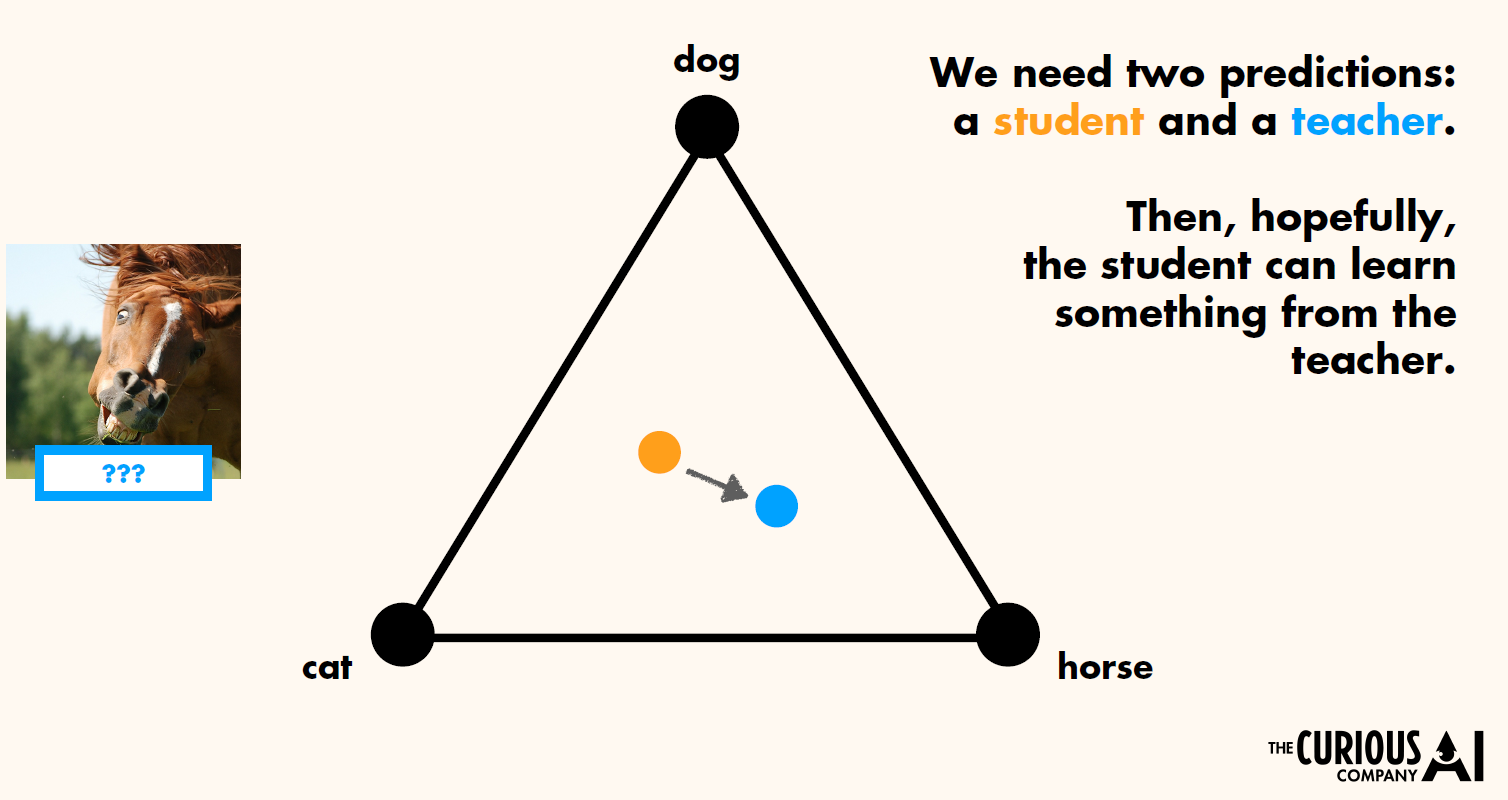 dog
We need two predictions:
a student and a teacher.
Then, hopefully,
the student can learn
something from the
teacher.
???
cat
horse
THE CURIOUS AI
COMPANY